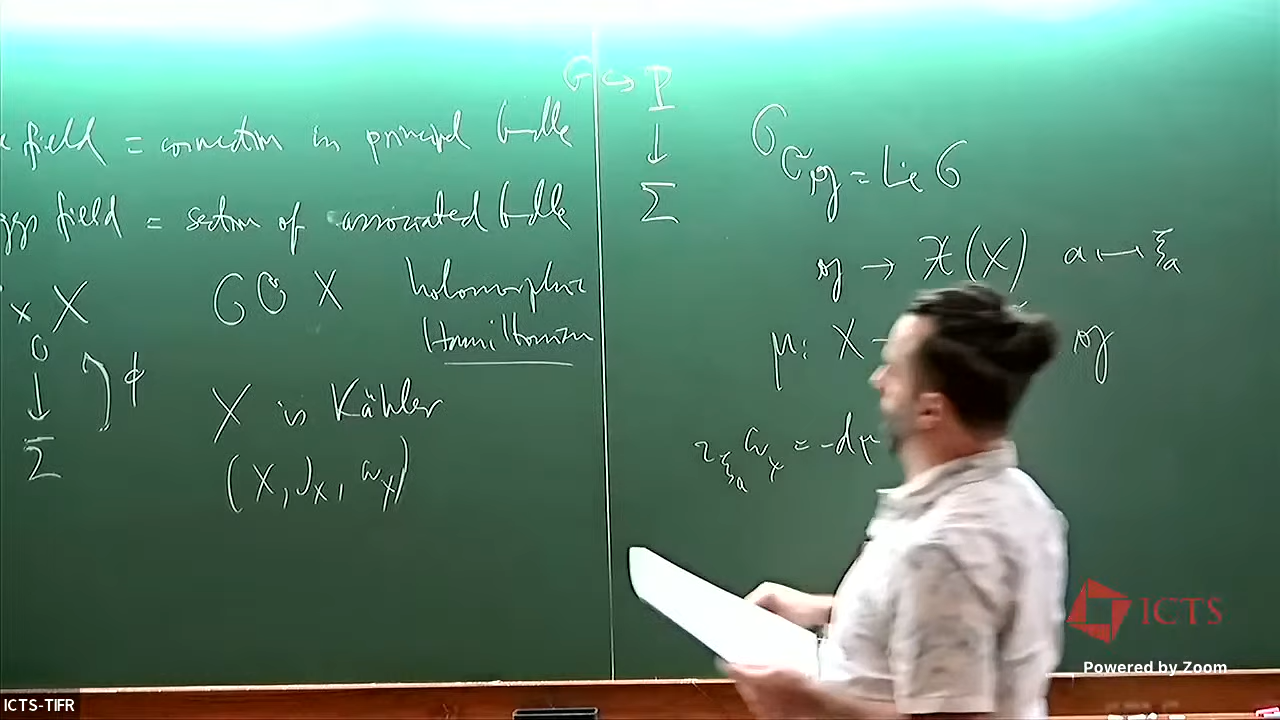 field = connection in principal bundle
field = section of associated bundle
× X
G ↻ X
holomorphic
Hamiltonian
↓
Σ
ϕ
X is Kähler
(X, J_X, ω_X)
G ↪ P
↓
Σ
G
𝔤 = Lie G
𝔤 → 𝔛(X) a ↦ ξ_a
μ: X 𝔤
ι_{ξ_a} ω_X = -dμ
ICTS
Powered by Zoom
ICTS-TIFR